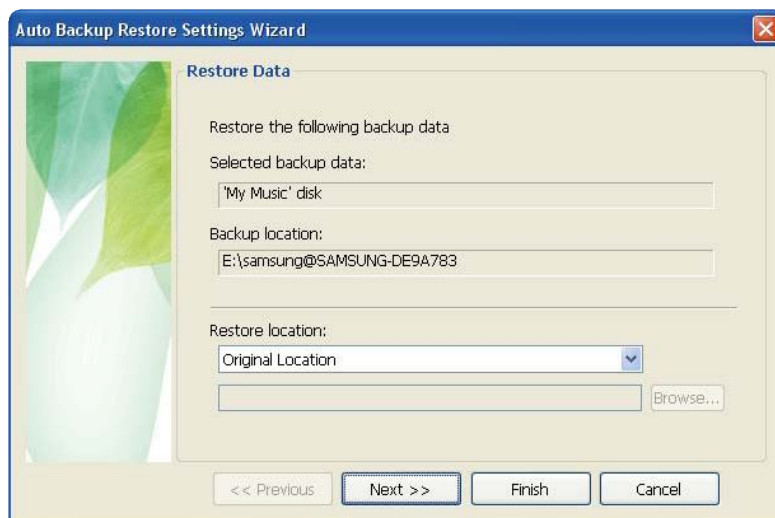 Auto Backup Restore Settings Wizard
Restore Data
Restore the following backup data
Selected backup data:
'My Music' disk
Backup location:
E:\samsung@SAMSUNG-DE9A783
Restore location:
Original Location
Browse...
<< Previous
Next >>
Finish
Cancel